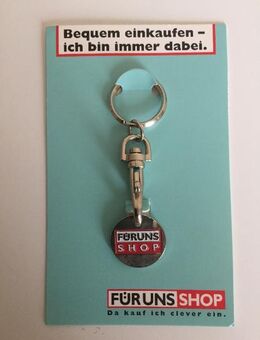 Bequem einkaufen –
ich bin immer dabei.
FÜRUNS
SHOP
FÜRUNSSHOP
Da kauf ich clever ein.